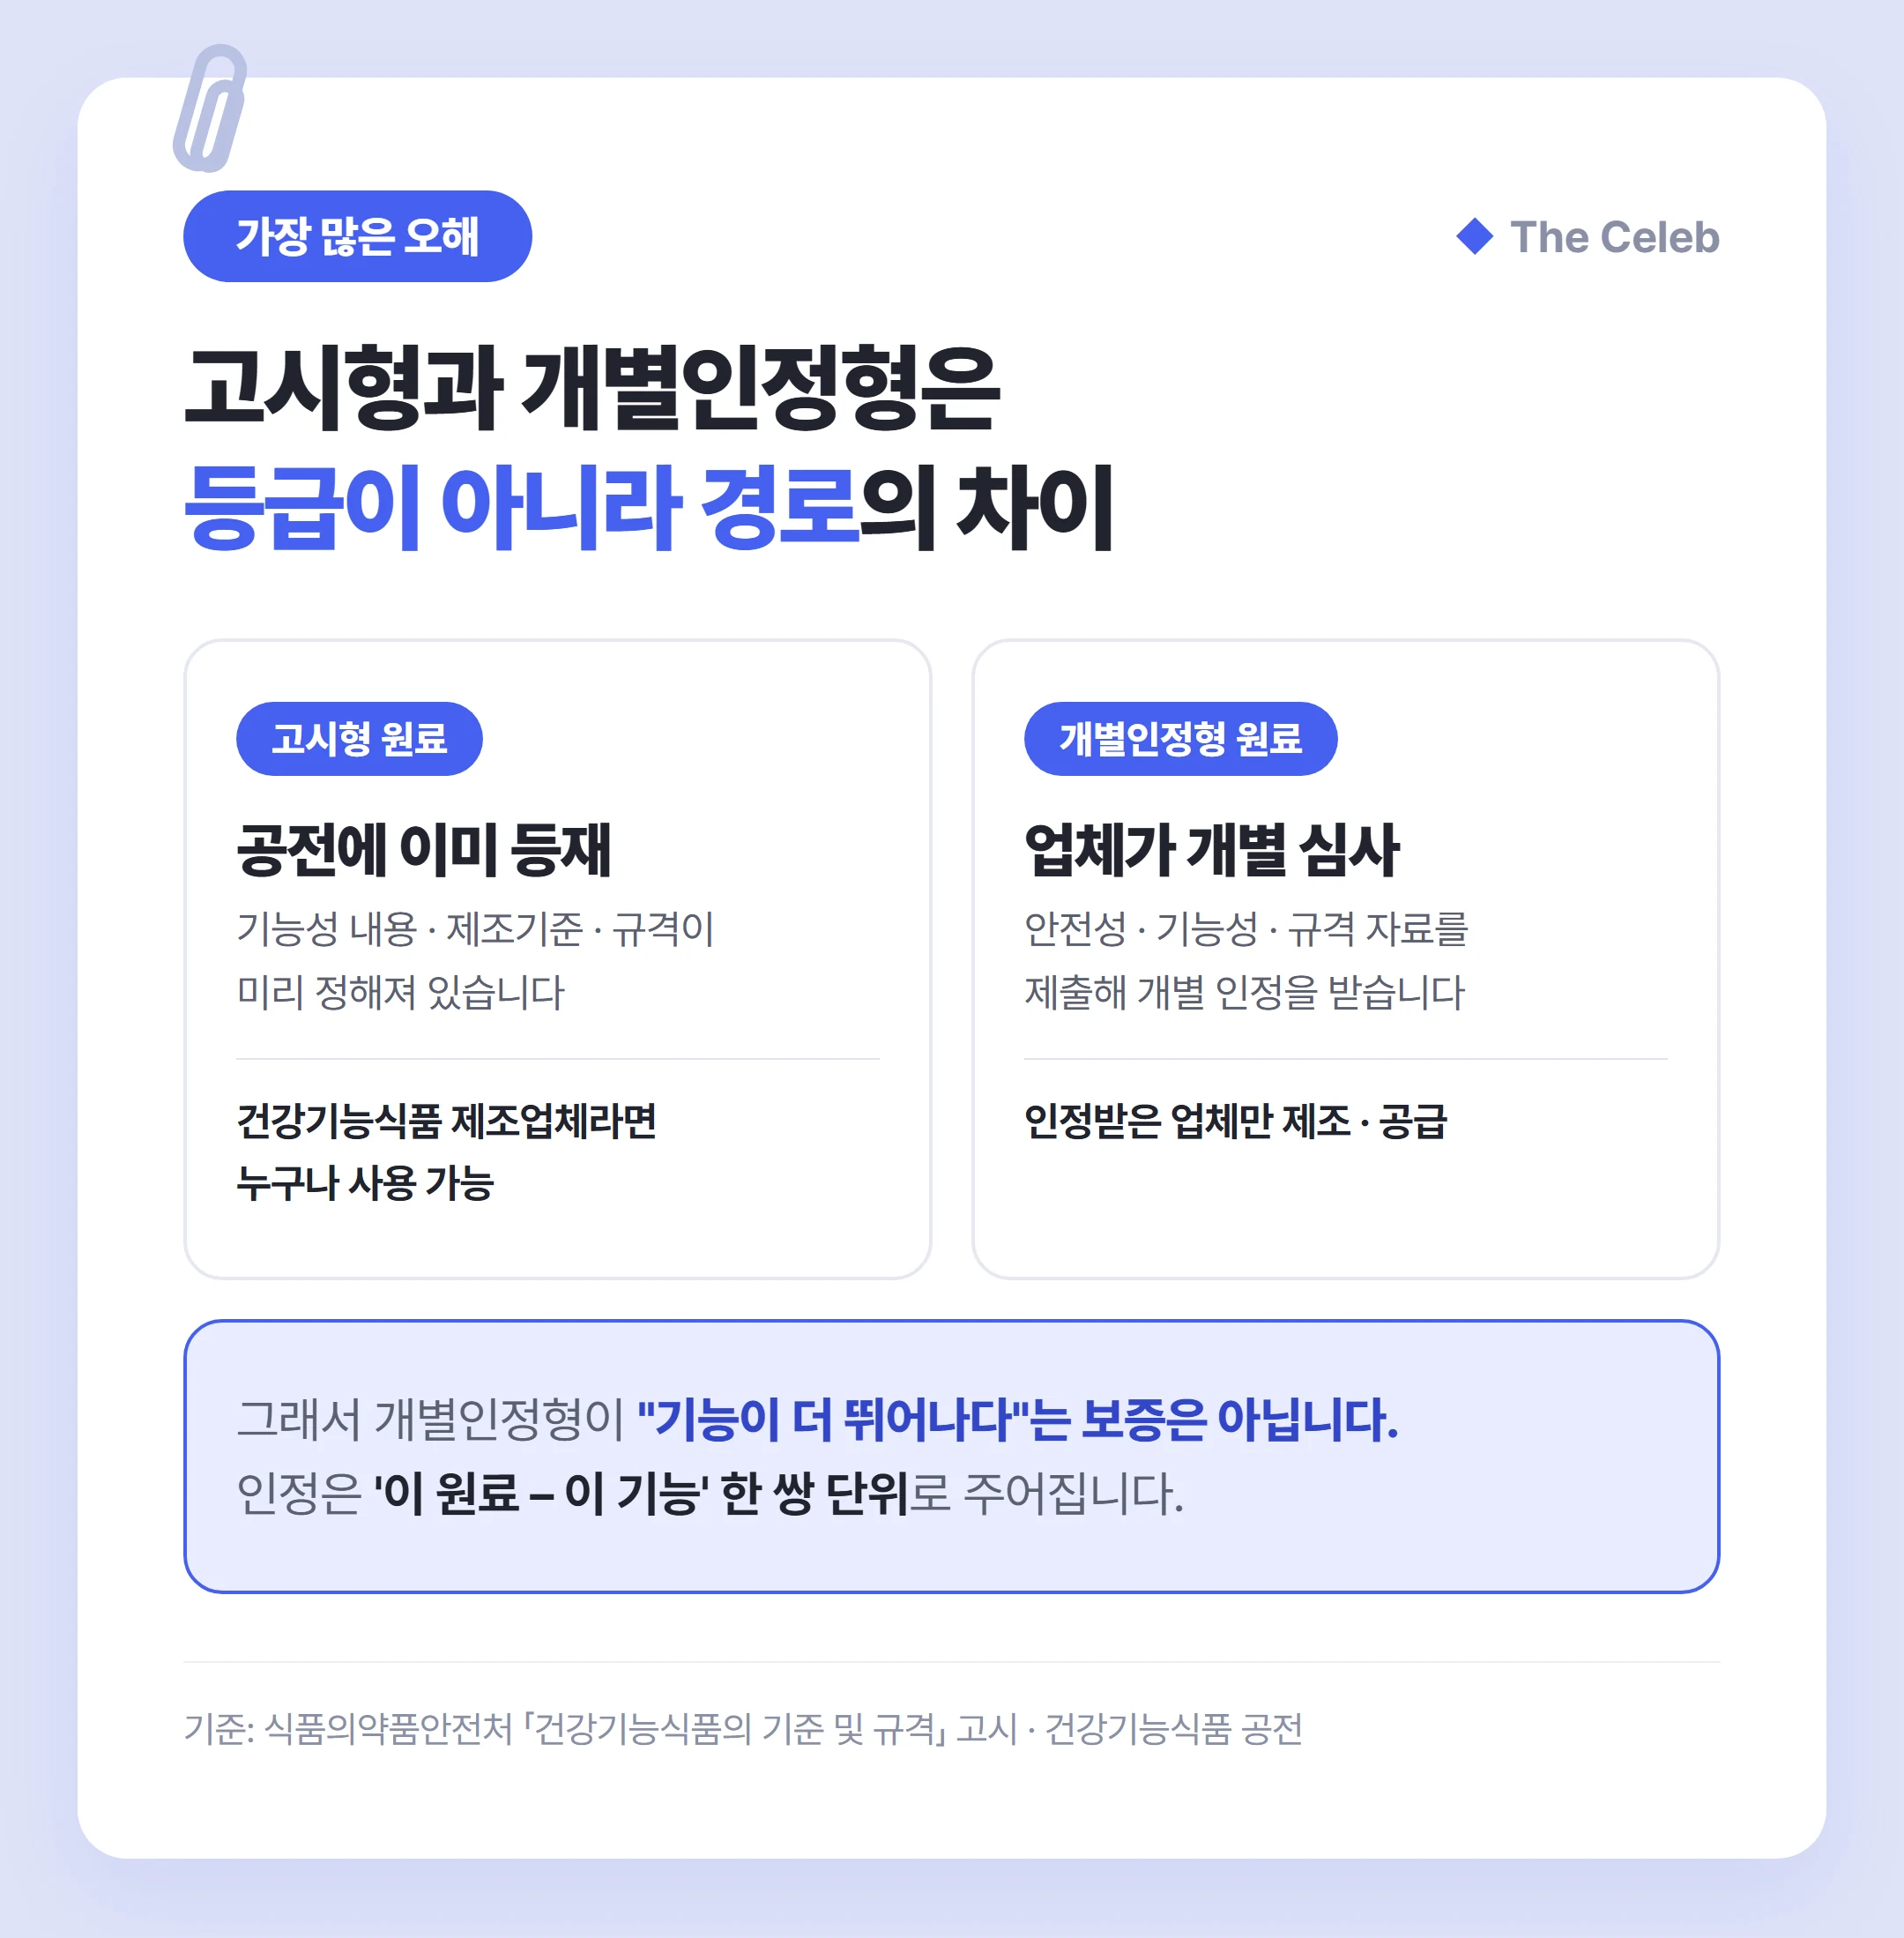 가장 많은 오해
The Celeb
고시형과 개별인정형은
등급이 아니라 경로의 차이
고시형 원료
공전에 이미 등재
기능성 내용 · 제조기준 · 규격이
미리 정해져 있습니다
건강기능식품 제조업체라면
누구나 사용 가능
개별인정형 원료
업체가 개별 심사
안전성 · 기능성 · 규격 자료를
제출해 개별 인정을 받습니다
인정받은 업체만 제조 · 공급
그래서 개별인정형이 "기능이 더 뛰어나다"는 보증은 아닙니다.
인정은 '이 원료 – 이 기능' 한 쌍 단위로 주어집니다.
기준: 식품의약품안전처 「건강기능식품의 기준 및 규격」 고시 · 건강기능식품 공전